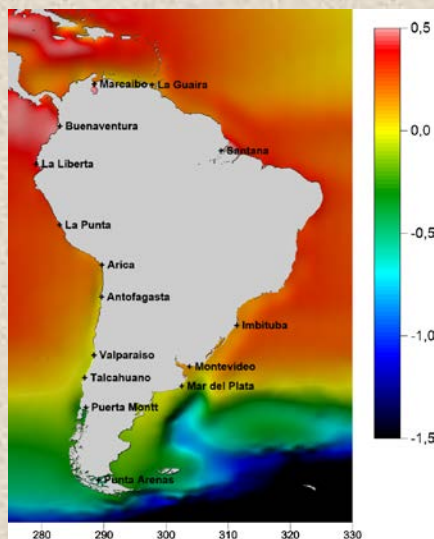 0,5
Marcaibo La Guaira
Buenaventura
0,0
Santana
La Liberta
La Punta
-0,5
Arica
Antofagasta
Imbituba
-1,0
Valparaiso
Montevideo
Talcahuano
Mar del Plata
Puerta Montt
-1,5
Punta Arenas
280 290 300 310 320 330